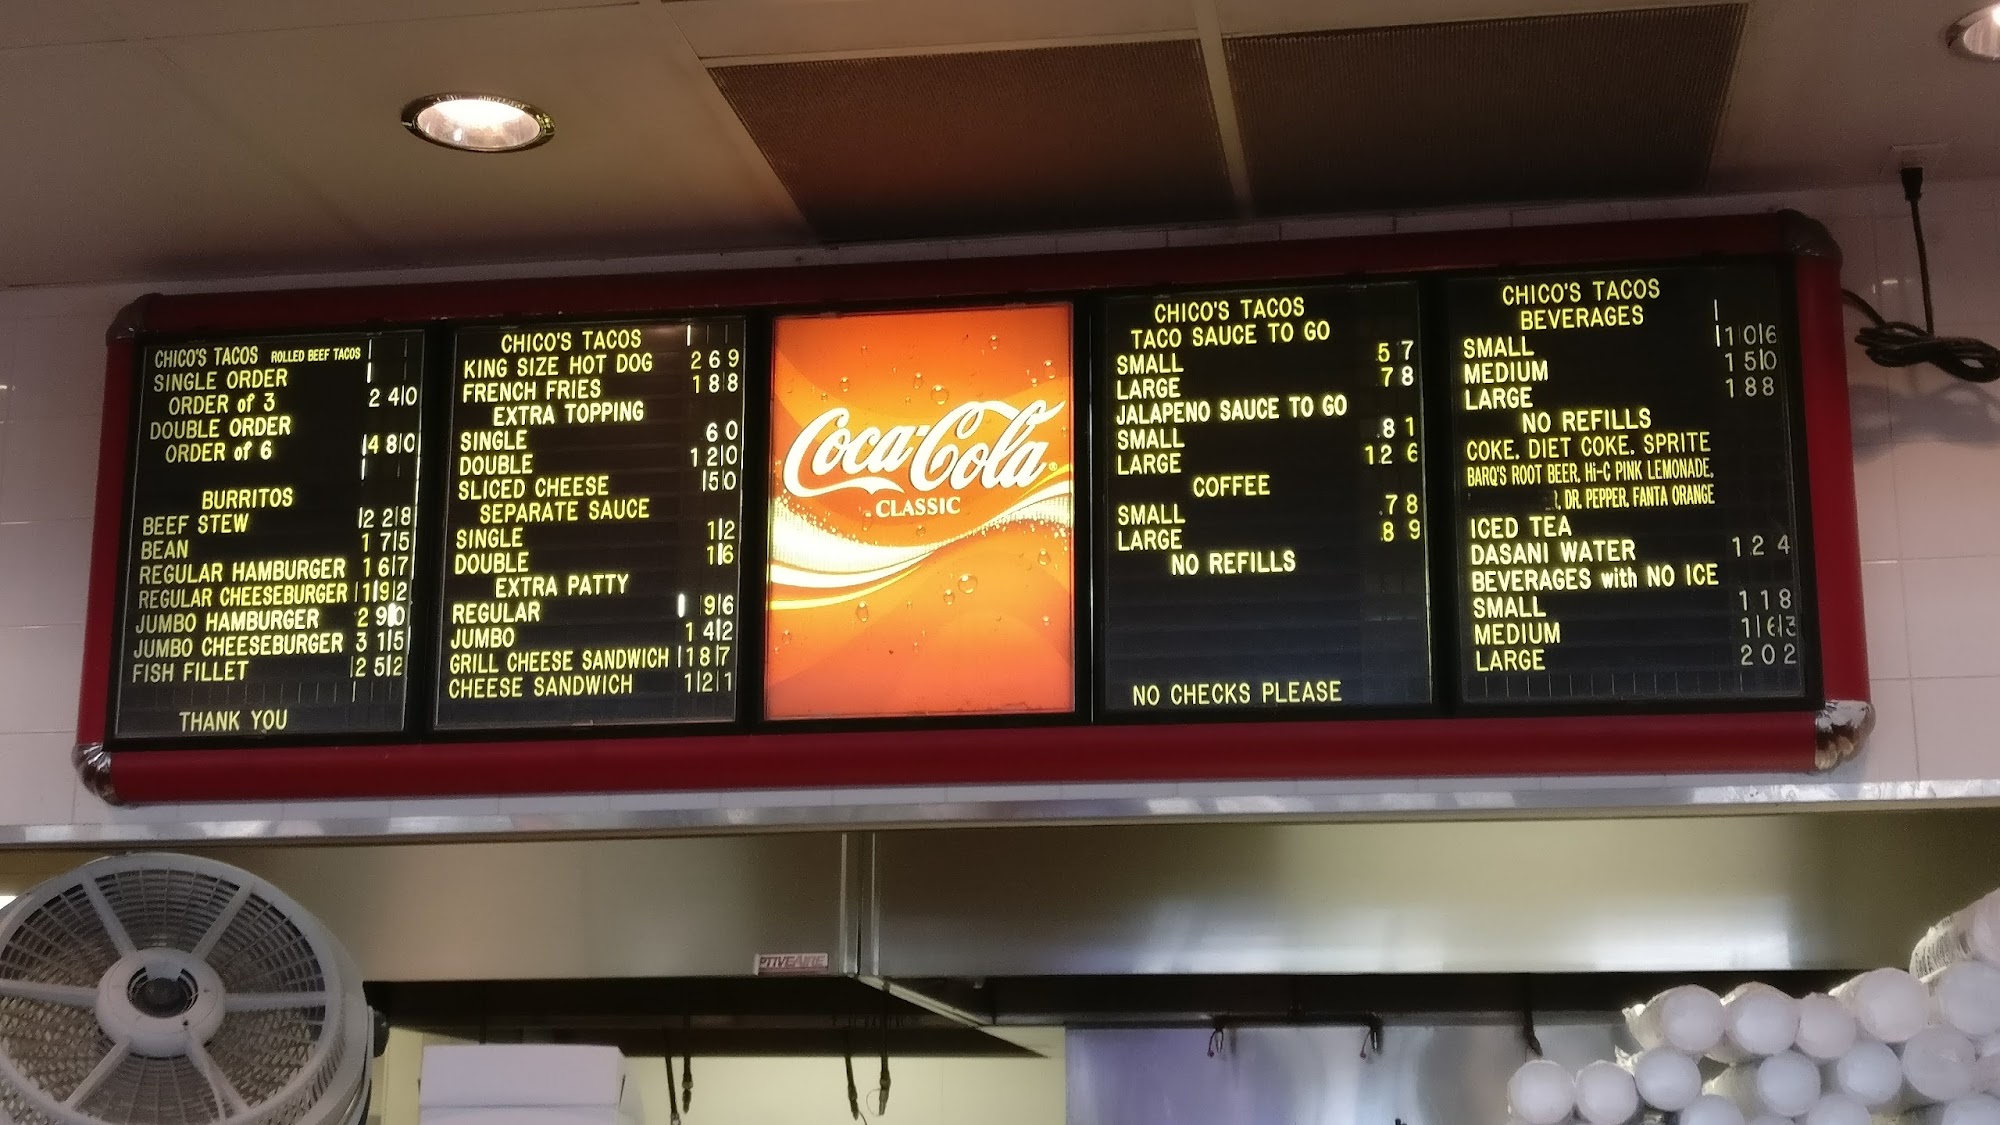 CHICO'S TACOS ROLLED BEEF TACOS
SINGLE ORDER
ORDER of 3 2 40
DOUBLE ORDER
ORDER of 6 4 80
BURRITOS
BEEF STEW 2 28
BEAN 1 75
REGULAR HAMBURGER 1 67
REGULAR CHEESEBURGER 1 92
JUMBO HAMBURGER 2 90
JUMBO CHEESEBURGER 3 15
FISH FILLET 2 52
THANK YOU
CHICO'S TACOS
KING SIZE HOT DOG 2 69
FRENCH FRIES 1 88
EXTRA TOPPING
SINGLE 60
DOUBLE 1 20
SLICED CHEESE 50
SEPARATE SAUCE
SINGLE 12
DOUBLE 16
EXTRA PATTY
REGULAR 96
JUMBO 1 42
GRILL CHEESE SANDWICH 1 87
CHEESE SANDWICH 1 21
Coca-Cola®
CLASSIC
CHICO'S TACOS
TACO SAUCE TO GO
SMALL .57
LARGE .78
JALAPENO SAUCE TO GO
SMALL .81
LARGE 1.26
COFFEE
SMALL .78
LARGE .89
NO REFILLS
NO CHECKS PLEASE
CHICO'S TACOS
BEVERAGES
SMALL 1 06
MEDIUM 1 50
LARGE 1 88
NO REFILLS
COKE, DIET COKE, SPRITE
BARQ'S ROOT BEER, Hi-C PINK LEMONADE,
, DR. PEPPER, FANTA ORANGE
ICED TEA
DASANI WATER 1.24
BEVERAGES with NO ICE
SMALL 1 18
MEDIUM 1 63
LARGE 2 02